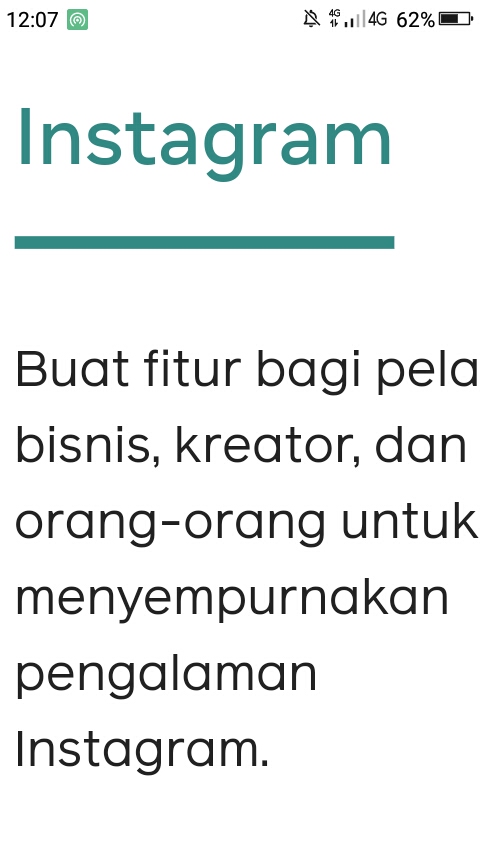 12:07 4G 4G 62%
Instagram
Buat fitur bagi pela
bisnis, kreator, dan
orang-orang untuk
menyempurnakan
pengalaman
Instagram.